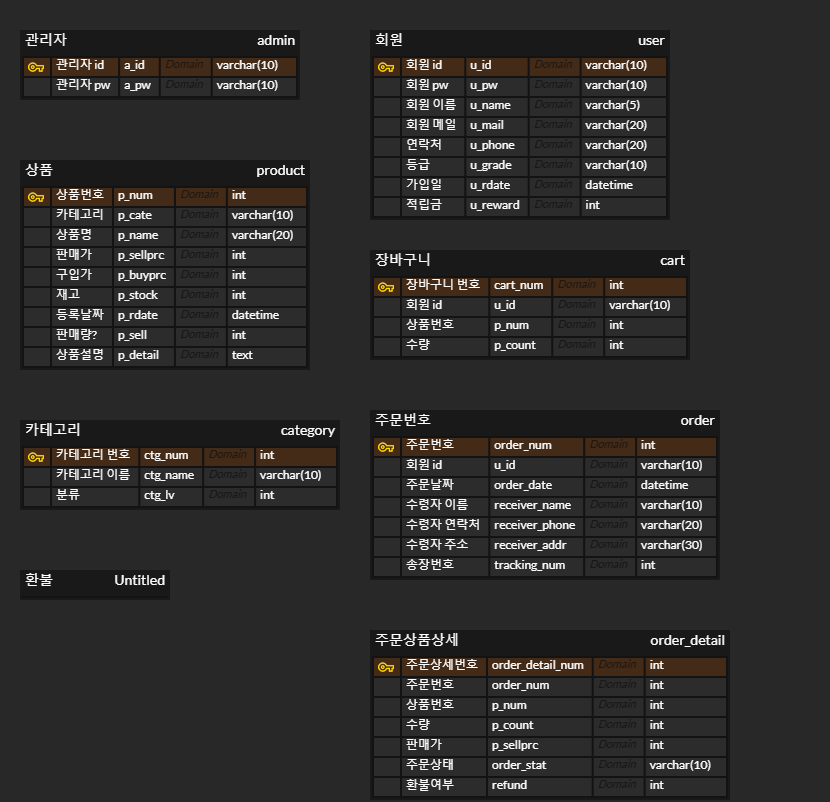 관리자 admin
관리자 id a_id Domain varchar(10)
관리자 pw a_pw Domain varchar(10)
상품 product
상품번호 p_num Domain int
카테고리 p_cate Domain varchar(10)
상품명 p_name Domain varchar(20)
판매가 p_sellprc Domain int
구입가 p_buyprc Domain int
재고 p_stock Domain int
등록날짜 p_rdate Domain datetime
판매량? p_sell Domain int
상품설명 p_detail Domain text
카테고리 category
카테고리 번호 ctg_num Domain int
카테고리 이름 ctg_name Domain varchar(10)
분류 ctg_lv Domain int
환불 Untitled
회원 user
회원 id u_id Domain varchar(10)
회원 pw u_pw Domain varchar(10)
회원 이름 u_name Domain varchar(5)
회원 메일 u_mail Domain varchar(20)
연락처 u_phone Domain varchar(20)
등급 u_grade Domain varchar(10)
가입일 u_rdate Domain datetime
적립금 u_reward Domain int
장바구니 cart
장바구니 번호 cart_num Domain int
회원 id u_id Domain varchar(10)
상품번호 p_num Domain int
수량 p_count Domain int
주문번호 order
주문번호 order_num Domain int
회원 id u_id Domain varchar(10)
주문날짜 order_date Domain datetime
수령자 이름 receiver_name Domain varchar(10)
수령자 연락처 receiver_phone Domain varchar(20)
수령자 주소 receiver_addr Domain varchar(30)
송장번호 tracking_num Domain int
주문상품상세 order_detail
주문상세번호 order_detail_num Domain int
주문번호 order_num Domain int
상품번호 p_num Domain int
수량 p_count Domain int
판매가 p_sellprc Domain int
주문상태 order_stat Domain varchar(10)
환불여부 refund Domain int